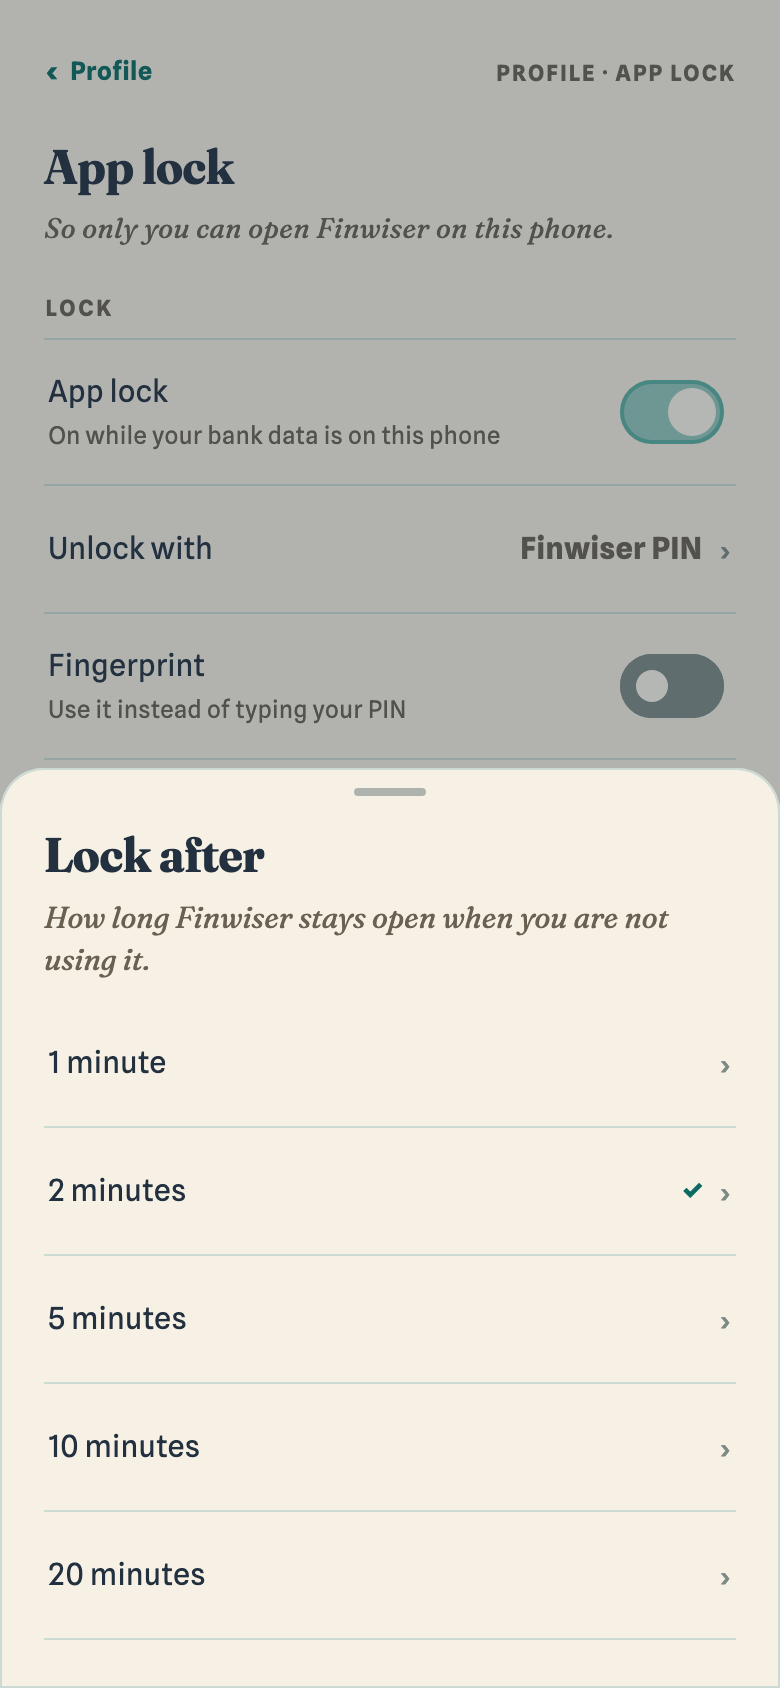 ‹ Profile
PROFILE · APP LOCK
App lock
So only you can open Finwiser on this phone.
LOCK
App lock
On while your bank data is on this phone
Unlock with
Finwiser PIN ›
Fingerprint
Use it instead of typing your PIN
Lock after
How long Finwiser stays open when you are not
using it.
1 minute ›
2 minutes ✓ ›
5 minutes ›
10 minutes ›
20 minutes ›